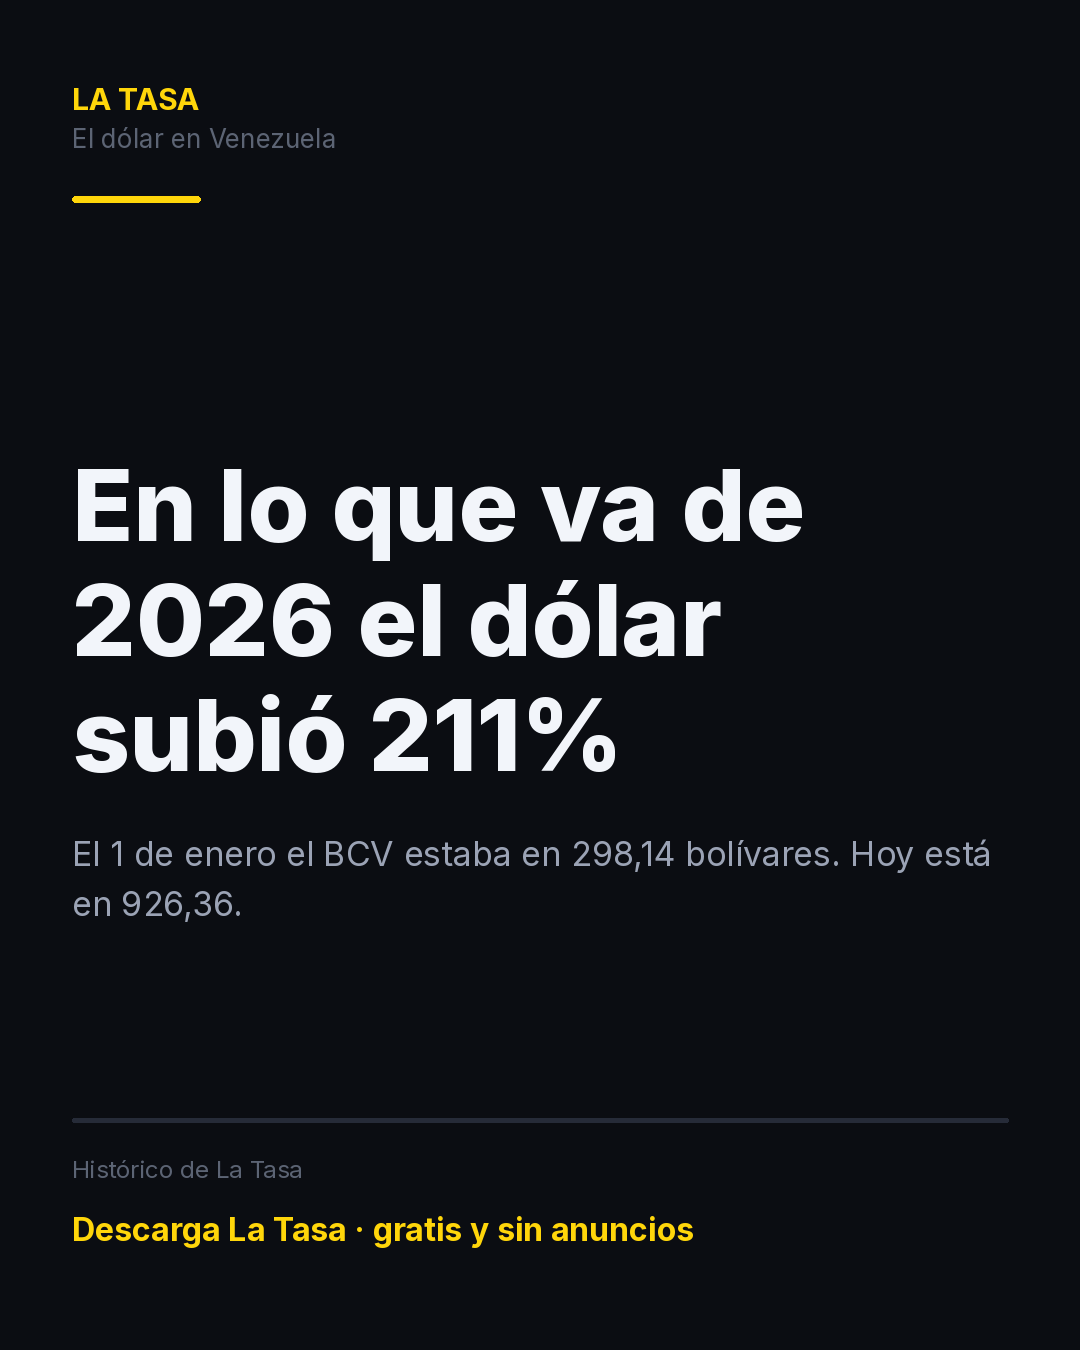 LA TASA
El dólar en Venezuela
En lo que va de
2026 el dólar
subió 211%
El 1 de enero el BCV estaba en 298,14 bolívares. Hoy está
en 926,36.
Histórico de La Tasa
Descarga La Tasa · gratis y sin anuncios